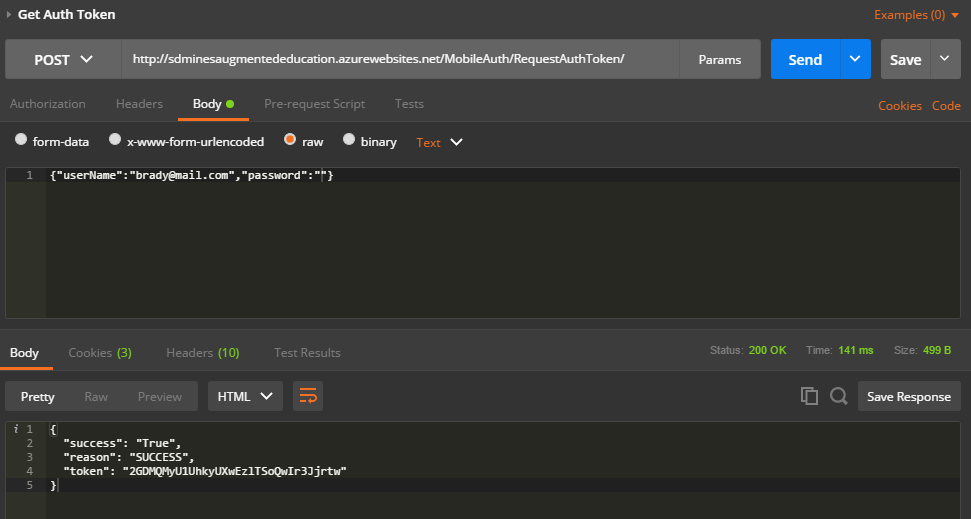 Get Auth Token Examples (0)
POST http://sdminesaugmentededucation.azurewebsites.net/MobileAuth/RequestAuthToken/ Params Send Save
Authorization Headers Body Pre-request Script Tests Cookies Code
form-data x-www-form-urlencoded raw binary Text
1 {"userName":"brady@mail.com","password":""}
Body Cookies (3) Headers (10) Test Results Status: 200 OK Time: 141 ms Size: 499 B
Pretty Raw Preview HTML Save Response
i 1 {
2 "success": "True",
3 "reason": "SUCCESS",
4 "token": "2GDMQMyU1UhkyUXwEzlTSoQwIr3Jjrtw"
5 }